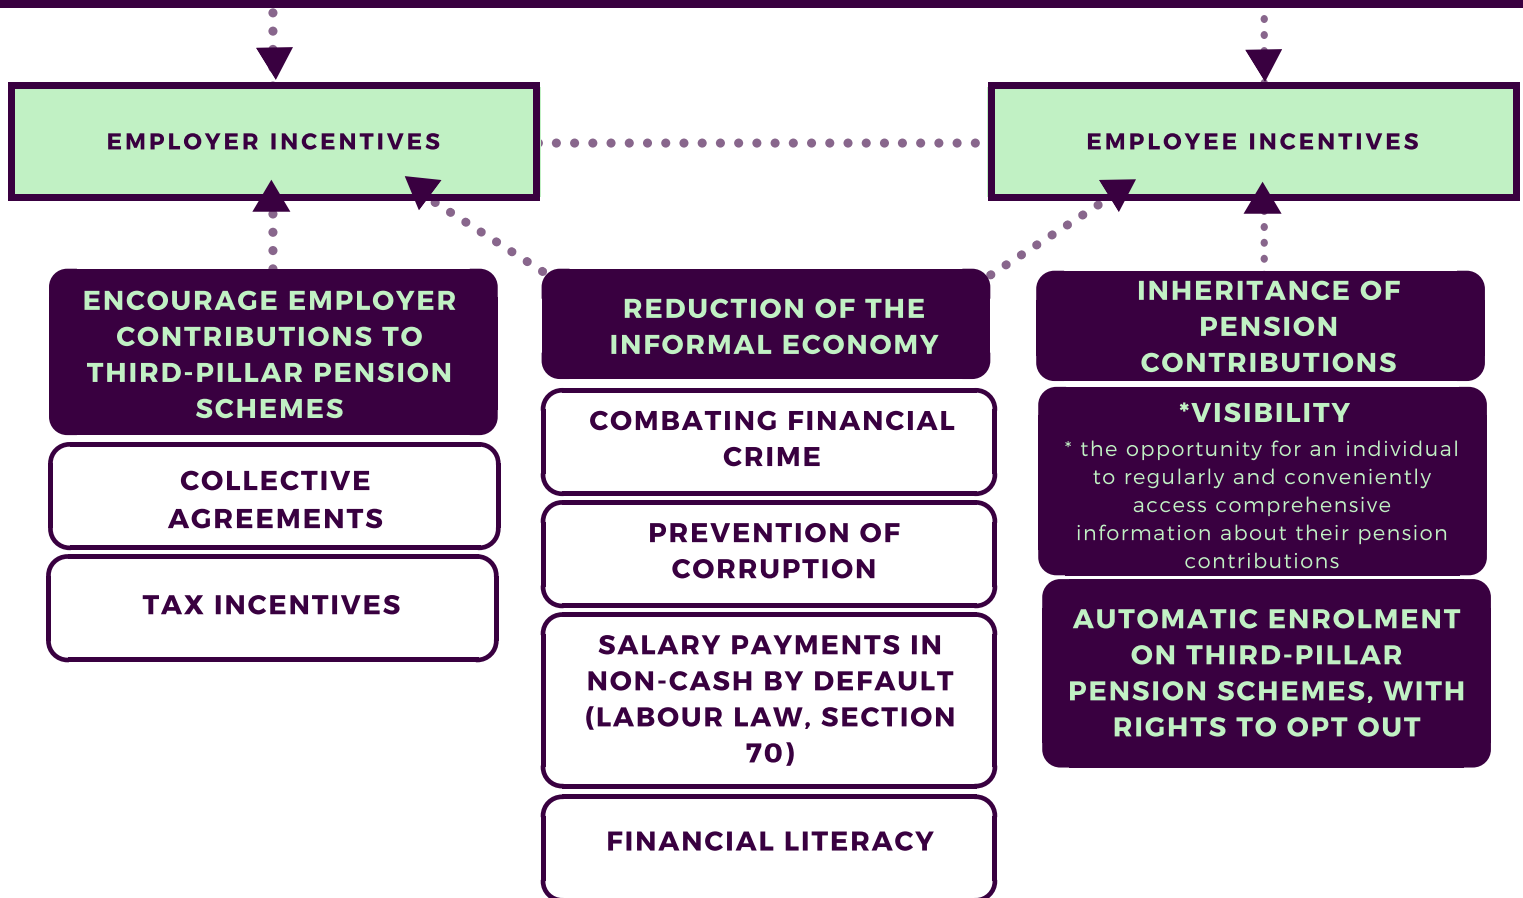 EMPLOYER INCENTIVES
EMPLOYEE INCENTIVES
ENCOURAGE EMPLOYER
CONTRIBUTIONS TO
THIRD-PILLAR PENSION
SCHEMES
COLLECTIVE
AGREEMENTS
TAX INCENTIVES
REDUCTION OF THE
INFORMAL ECONOMY
COMBATING FINANCIAL
CRIME
PREVENTION OF
CORRUPTION
SALARY PAYMENTS IN
NON-CASH BY DEFAULT
(LABOUR LAW, SECTION
70)
FINANCIAL LITERACY
INHERITANCE OF
PENSION
CONTRIBUTIONS
*VISIBILITY
* the opportunity for an individual
to regularly and conveniently
access comprehensive
information about their pension
contributions
AUTOMATIC ENROLMENT
ON THIRD-PILLAR
PENSION SCHEMES, WITH
RIGHTS TO OPT OUT